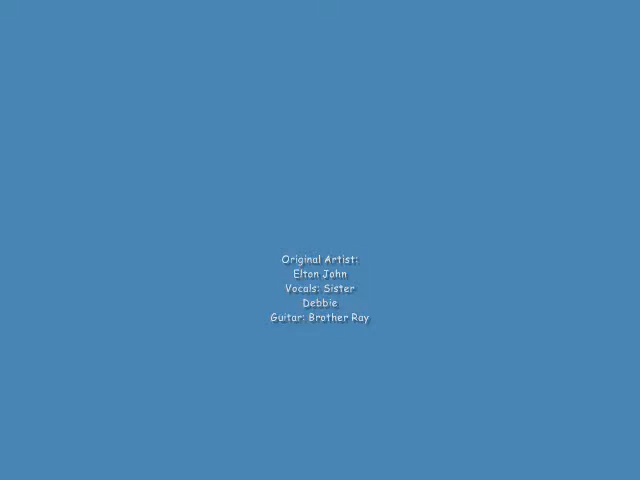 Original Artist:
Elton John
Vocals: Sister
Debbie
Guitar: Brother Ray